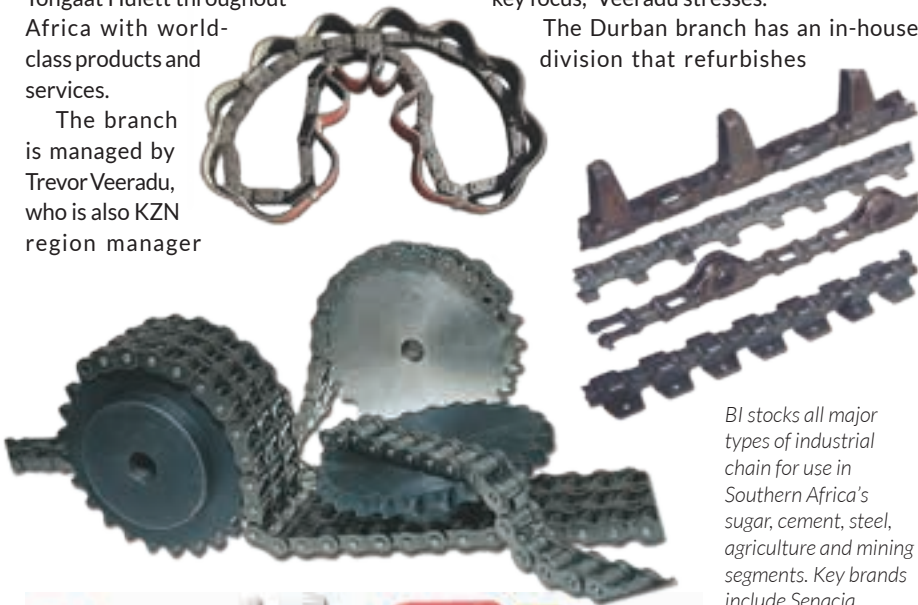 Tongaat Hulett throughout
Africa with world-
class products and
services.
The branch
is managed by
Trevor Veeradu,
who is also KZN
region manager
key focus,” Veeradu stresses.
The Durban branch has an in-house
division that refurbishes
BI stocks all major
types of industrial
chain for use in
Southern Africa’s
sugar, cement, steel,
agriculture and mining
segments. Key brands
include Senqcia,